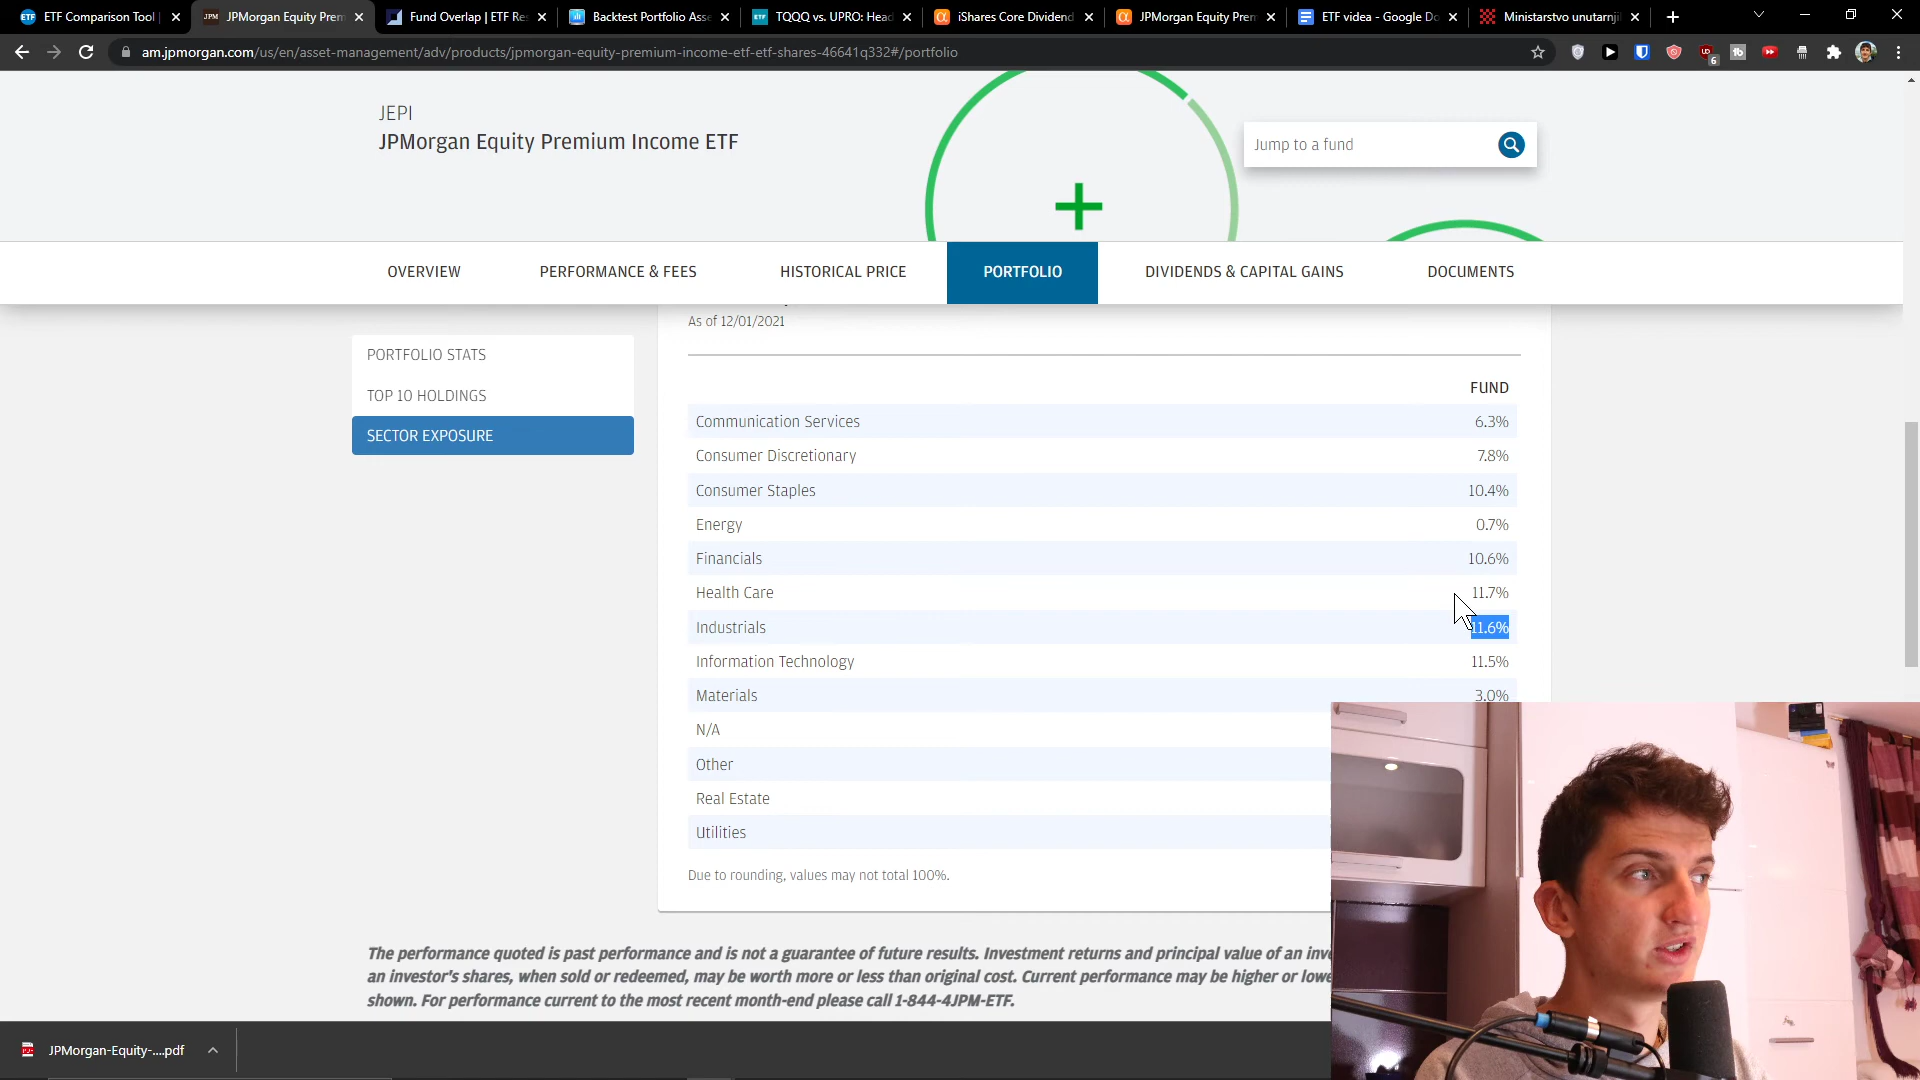 ETF Comparison Tool
JPM JPMorgan Equity Prem
Fund Overlap | ETF Re
Backtest Portfolio Asse
ETF TQQQ vs. UPRO: Head
iShares Core Dividend
JPMorgan Equity Prem
ETF videa - Google Do
Ministarstvo unutarnji
am.jpmorgan.com/us/en/asset-management/adv/products/jpmorgan-equity-premium-income-etf-etf-shares-46641q332#/portfolio
6
JEPI
JPMorgan Equity Premium Income ETF
Jump to a fund
OVERVIEW
PERFORMANCE & FEES
HISTORICAL PRICE
PORTFOLIO
DIVIDENDS & CAPITAL GAINS
DOCUMENTS
As of 12/01/2021
PORTFOLIO STATS
TOP 10 HOLDINGS
SECTOR EXPOSURE
FUND
Communication Services 6.3%
Consumer Discretionary 7.8%
Consumer Staples 10.4%
Energy 0.7%
Financials 10.6%
Health Care 11.7%
Industrials 11.6%
Information Technology 11.5%
Materials 3.0%
N/A
Other
Real Estate
Utilities
Due to rounding, values may not total 100%.
The performance quoted is past performance and is not a guarantee of future results. Investment returns and principal value of an inve
an investor's shares, when sold or redeemed, may be worth more or less than original cost. Current performance may be higher or lowe
shown. For performance current to the most recent month-end please call 1-844-4JPM-ETF.
JPMorgan-Equity-....pdf